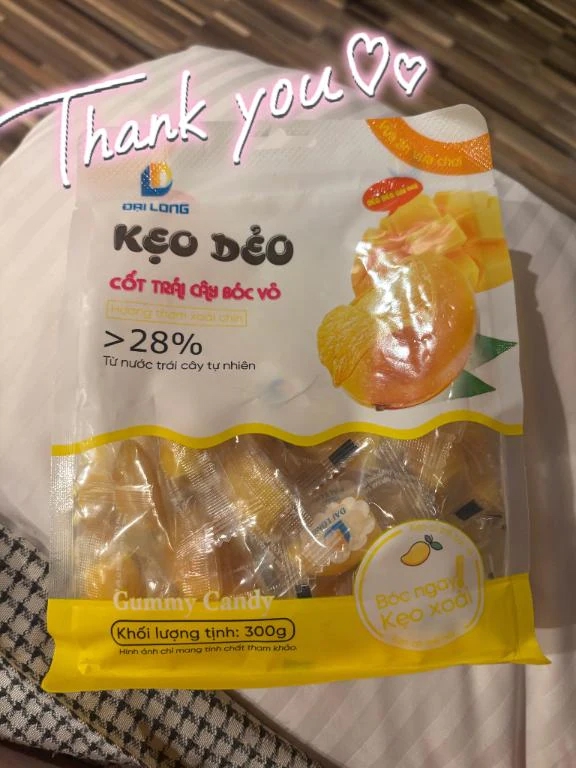 Thank you
ĐẠI LONG
KẸO DẺO
CỐT TRÁI CÂY BÓC VỎ
Hương thơm xoài chín
>28%
Từ nước trái cây tự nhiên
ĐẠI LONG
Gummy Candy
Khối lượng tịnh: 300g
Hình ảnh chỉ mang tính chất tham khảo.
Bóc ngay!
Kẹo xoài